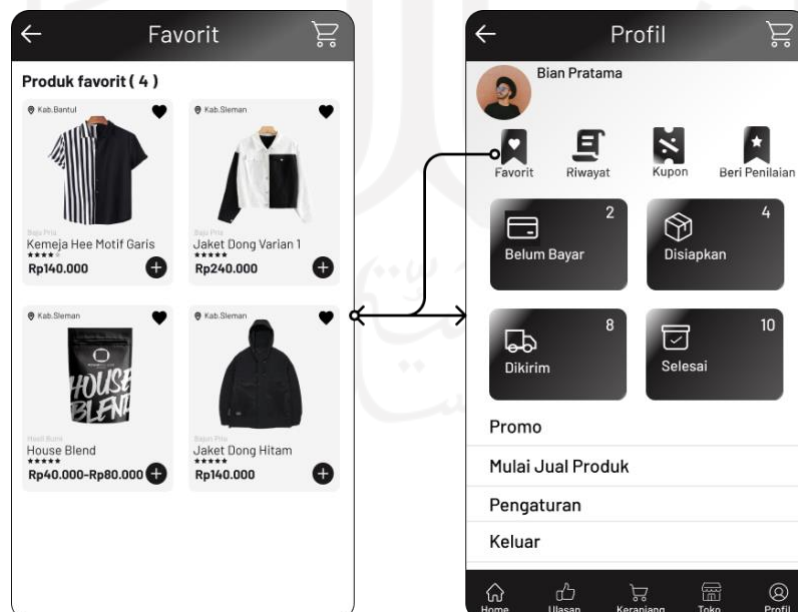 Favorit
Produk favorit ( 4 )
Kab.Bantul
Kab.Sleman
Baju Pria
Baju Pria
Kemeja Hee Motif Garis
Jaket Dong Varian 1
Rp140.000
Rp240.000
Kab.Sleman
Kab.Sleman
HOUSE
BLEND
Hasil Bumi
House Blend
Jaket Dong Hitam
Rp40.000-Rp80.000
Rp140.000
Profil
Bian Pratama
Favorit
Riwayat
Kupon
Beri Penilaian
2
4
Belum Bayar
Disiapkan
8
10
Dikirim
Selesai
Promo
Mulai Jual Produk
Pengaturan
Keluar
Home
Ulasan
Keranjang
Toko
Profil